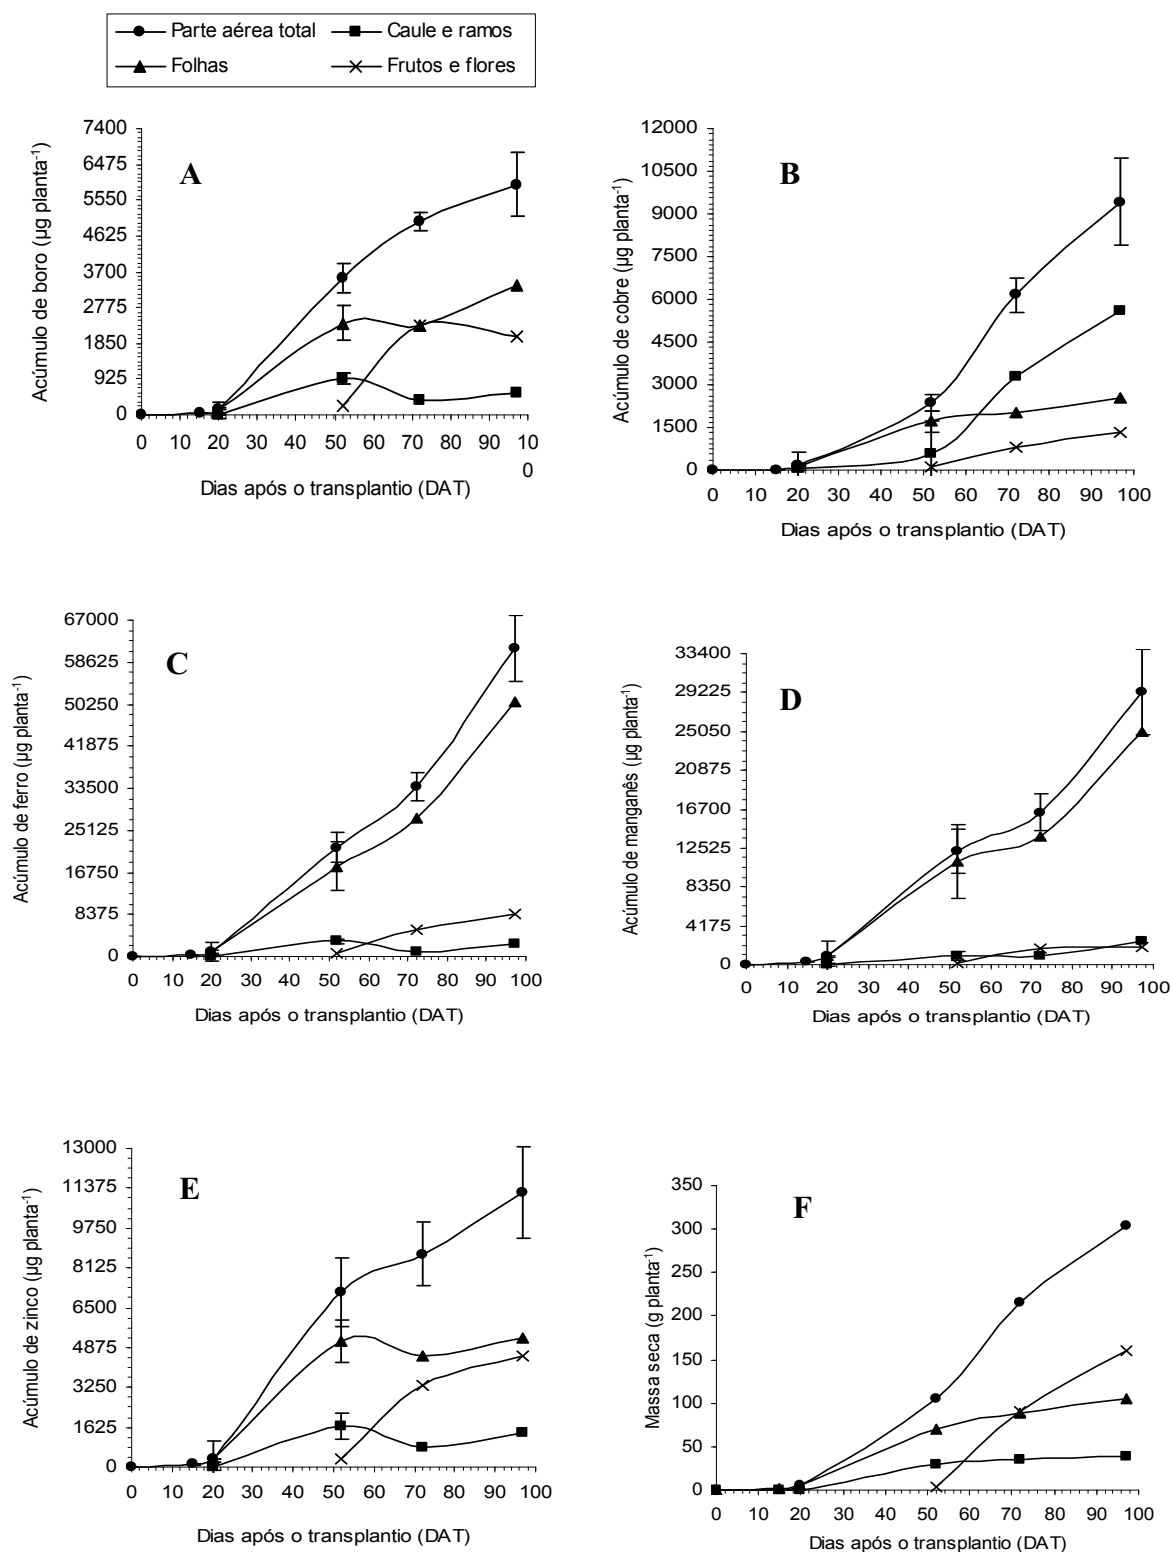 Parte aérea total Caule e ramos
Folhas Frutos e flores
A
Acúmulo de boro (µg planta-1)
7400
6475
5550
4625
3700
2775
1850
925
0
0 10 20 30 40 50 60 70 80 90 10
0
Dias após o transplantio (DAT)
B
Acúmulo de cobre (µg planta-1)
12000
10500
9000
7500
6000
4500
3000
1500
0
0 10 20 30 40 50 60 70 80 90 100
Dias após o transplantio (DAT)
C
Acúmulo de ferro (µg planta-1)
67000
58625
50250
41875
33500
25125
16750
8375
0
0 10 20 30 40 50 60 70 80 90 100
Dias após o transplantio (DAT)
D
Acúmulo de manganês (µg planta-1)
33400
29225
25050
20875
16700
12525
8350
4175
0
0 10 20 30 40 50 60 70 80 90 100
Dias após o transplantio (DAT)
E
Acúmulo de zinco (µg planta-1)
13000
11375
9750
8125
6500
4875
3250
1625
0
0 10 20 30 40 50 60 70 80 90 100
Dias após o transplantio (DAT)
F
Massa seca (g planta-1)
350
300
250
200
150
100
50
0
0 10 20 30 40 50 60 70 80 90 100
Dias após o transplantio (DAT)